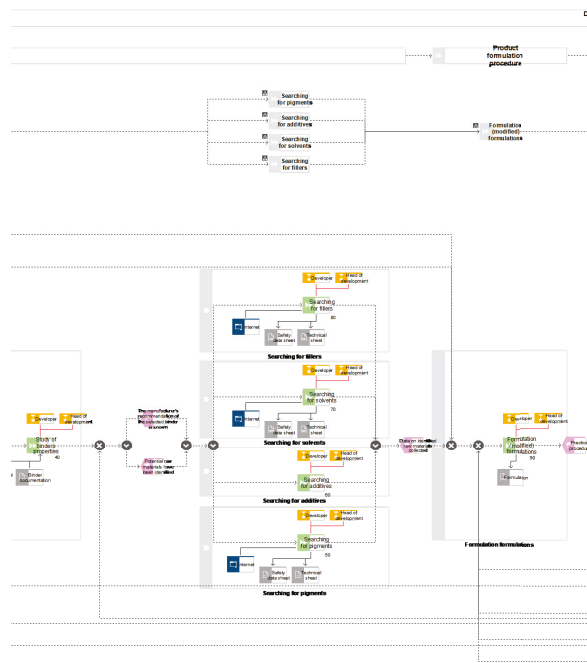 D
Product
formulation
procedure
Searching
for pigments
Searching
for additives
Searching
for solvents
Searching
for fillers
Formulation
(modified)
formulations
Developer
Head of
development
Searching
for fillers
80
Internet
Safety
data sheet
Technical
sheet
Searching for fillers
Developer
Head of
development
Searching
for solvents
70
Internet
Safety
data sheet
Technical
sheet
Searching for solvents
Developer
Head of
development
Study of
binders
properties
40
Binder
documentation
The manufacture's
recommendation of
the selected binder
is known
Potential raw
materials have
been identified
Data on identified
raw materials
collected
Developer
Head of
development
Formulation
(modified)
formulations
90
Formulation
Practice
procedu
Developer
Head of
development
Searching
for additives
60
Searching for additives
Developer
Head of
development
Searching
for pigments
50
Internet
Safety
data sheet
Technical
sheet
Searching for pigments
Formulation formulations